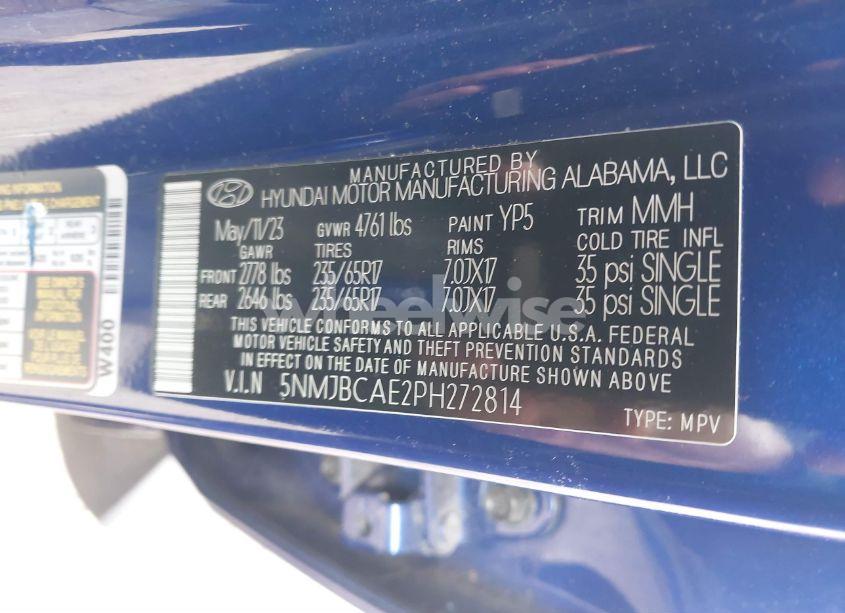 MANUFACTURED BY
HYUNDAI MOTOR MANUFACTURING ALABAMA, LLC
May/11/23 GVWR 4761 lbs PAINT YP5 TRIM MMH
GAWR TIRES RIMS COLD TIRE INFL
FRONT 2778 lbs 235/65R17 7.0JX17 35 psi SINGLE
REAR 2646 lbs 235/65R17 7.0JX17 35 psi SINGLE
THIS VEHICLE CONFORMS TO ALL APPLICABLE U.S.A. FEDERAL
MOTOR VEHICLE SAFETY AND THEFT PREVENTION STANDARDS
IN EFFECT ON THE DATE OF MANUFACTURE SHOWN ABOVE
V.I.N 5NMJBCAE2PH272814
TYPE: MPV
W400
INFORMATION
wheelwise